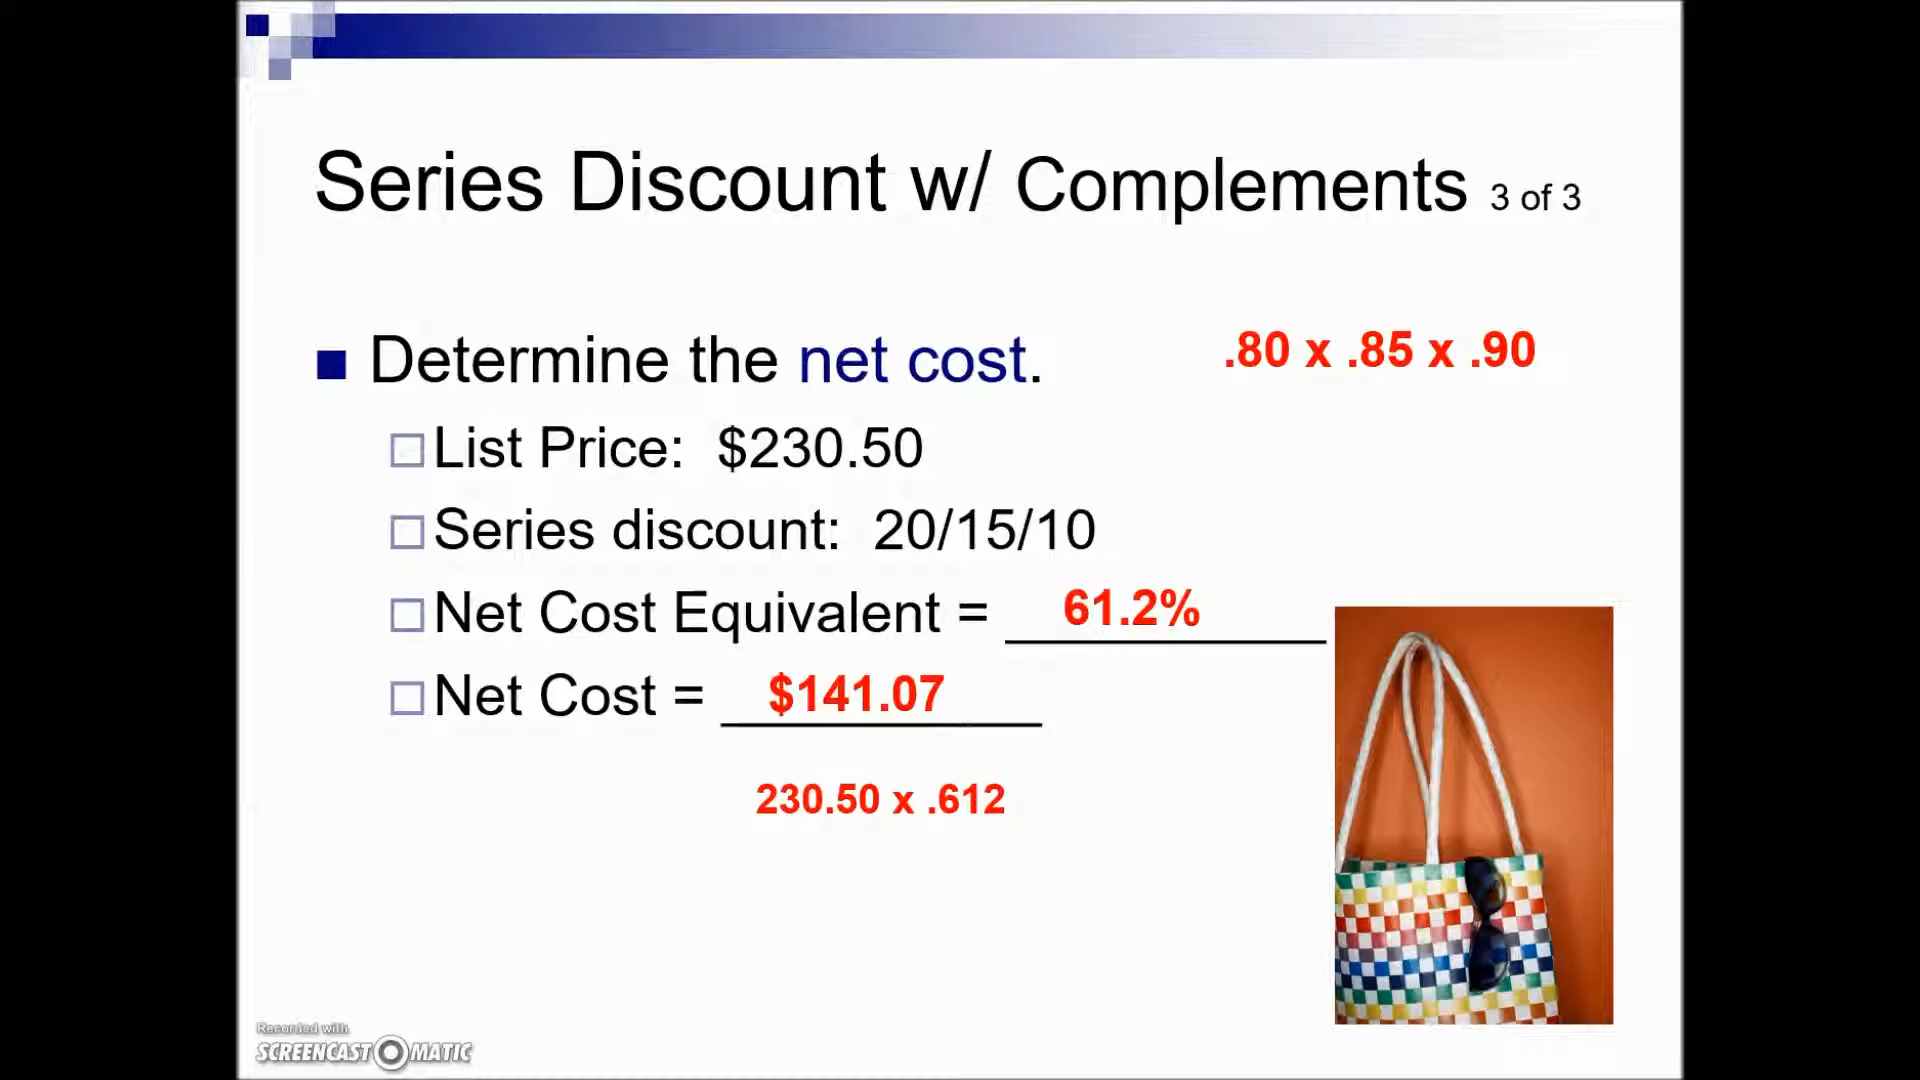 Series Discount w/ Complements 3 of 3
Determine the net cost.
.80 x .85 x .90
List Price: $230.50
Series discount: 20/15/10
Net Cost Equivalent = 61.2%
Net Cost = $141.07
230.50 x .612
Recorded with
SCREENCAST MATIC